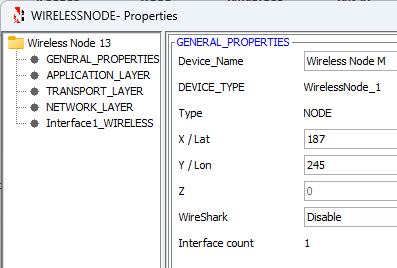 WIRELESSNODE- Properties
Wireless Node 13
GENERAL_PROPERTIES
APPLICATION_LAYER
TRANSPORT_LAYER
NETWORK_LAYER
Interface1_WIRELESS
GENERAL_PROPERTIES
Device_Name Wireless Node M
DEVICE_TYPE WirelessNode_1
Type NODE
X / Lat 187
Y / Lon 245
Z 0
WireShark Disable
Interface count 1